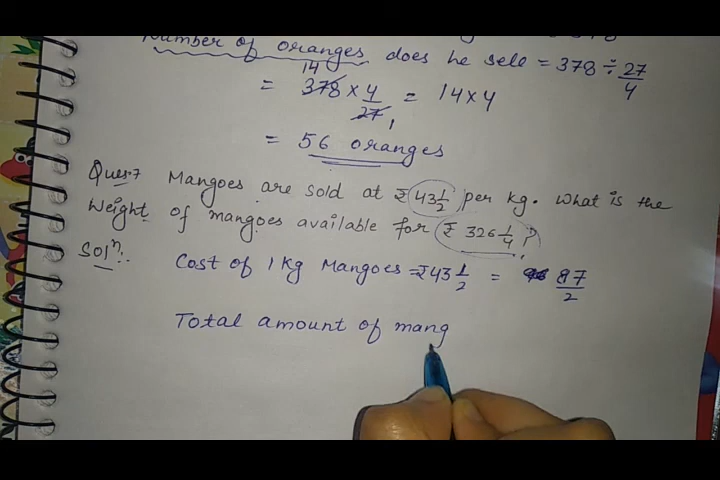 Number of oranges does he sell = 378 ÷ 27/4
= 14 378 × 4/27 1 = 14 × 4
= 56 oranges
Ques:7 Mangoes are sold at ₹ 43 1/2 per kg. What is the
Weight of mangoes available for ₹ 326 1/4 ?
Solⁿ:. Cost of 1 Kg Mangoes = ₹ 43 1/2 = 87/2
Total amount of mang